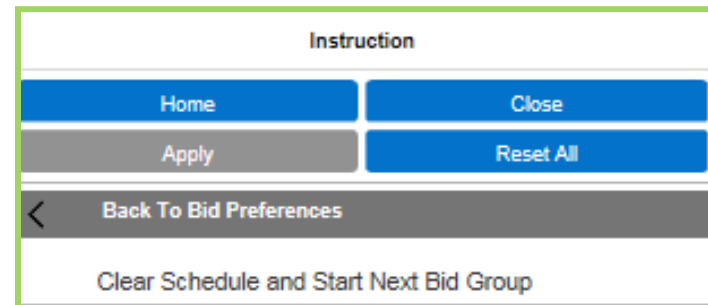 Instruction
Home Close
Apply Reset All
Back To Bid Preferences
Clear Schedule and Start Next Bid Group